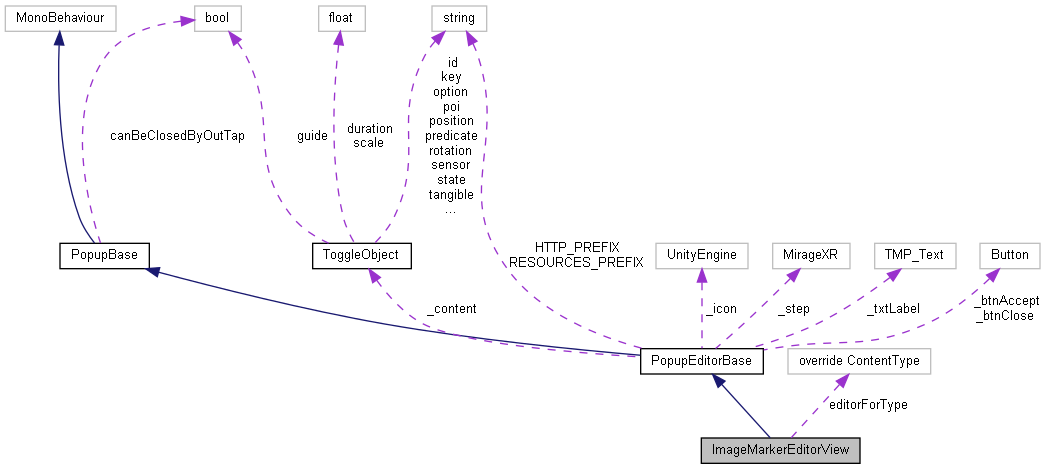 MonoBehaviour
bool
float
string
id
key
option
poi
position
predicate
rotation
sensor
state
tangible
...
canBeClosedByOutTap
guide
duration
scale
HTTP_PREFIX
RESOURCES_PREFIX
PopupBase
ToggleObject
UnityEngine
MirageXR
TMP_Text
Button
_content
_icon
_step
_txtLabel
_btnAccept
_btnClose
PopupEditorBase
override ContentType
editorForType
ImageMarkerEditorView